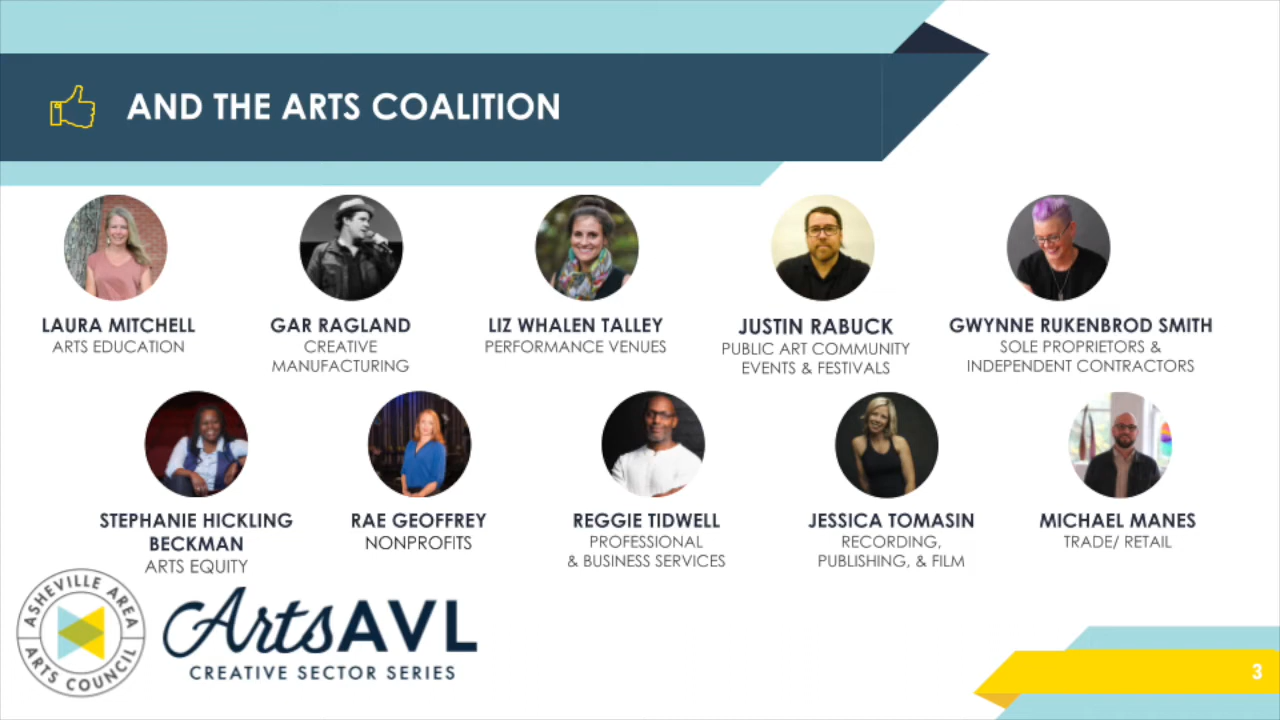 AND THE ARTS COALITION
LAURA MITCHELL
ARTS EDUCATION
GAR RAGLAND
CREATIVE
MANUFACTURING
LIZ WHALEN TALLEY
PERFORMANCE VENUES
JUSTIN RABUCK
PUBLIC ART COMMUNITY
EVENTS & FESTIVALS
GWYNNE RUKENBROD SMITH
SOLE PROPRIETORS &
INDEPENDENT CONTRACTORS
STEPHANIE HICKLING
BECKMAN
ARTS EQUITY
RAE GEOFFREY
NONPROFITS
REGGIE TIDWELL
PROFESSIONAL
& BUSINESS SERVICES
JESSICA TOMASIN
RECORDING,
PUBLISHING, & FILM
MICHAEL MANES
TRADE/ RETAIL
ASHEVILLE AREA
ARTS COUNCIL
ArtsAVL
CREATIVE SECTOR SERIES
3